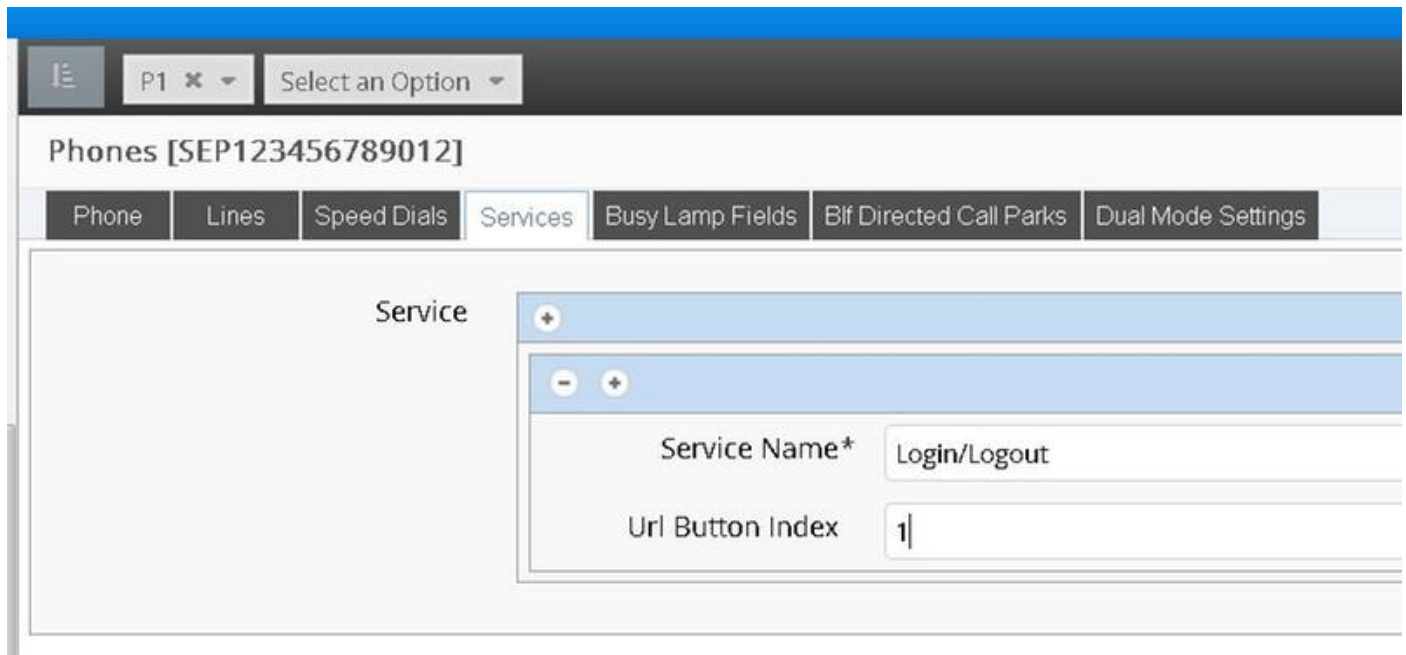 P1 Select an Option
Phones [SEP123456789012]
Phone Lines Speed Dials Services Busy Lamp Fields Blf Directed Call Parks Dual Mode Settings
Service
Service Name* Login/Logout
Url Button Index 1